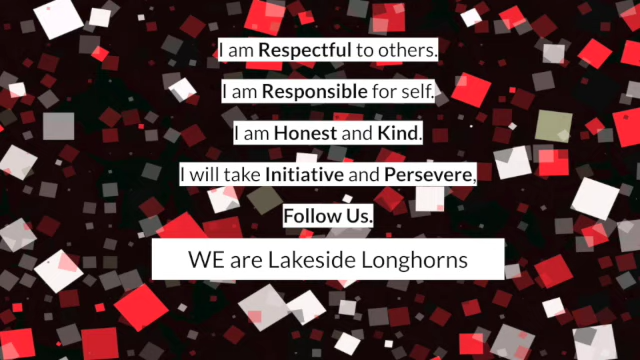 I am Respectful to others.
I am Responsible for self,
I am Honest and Kind.
I will take Initiative and Persevere,
Follow Us.
WE are Lakeside Longhorns